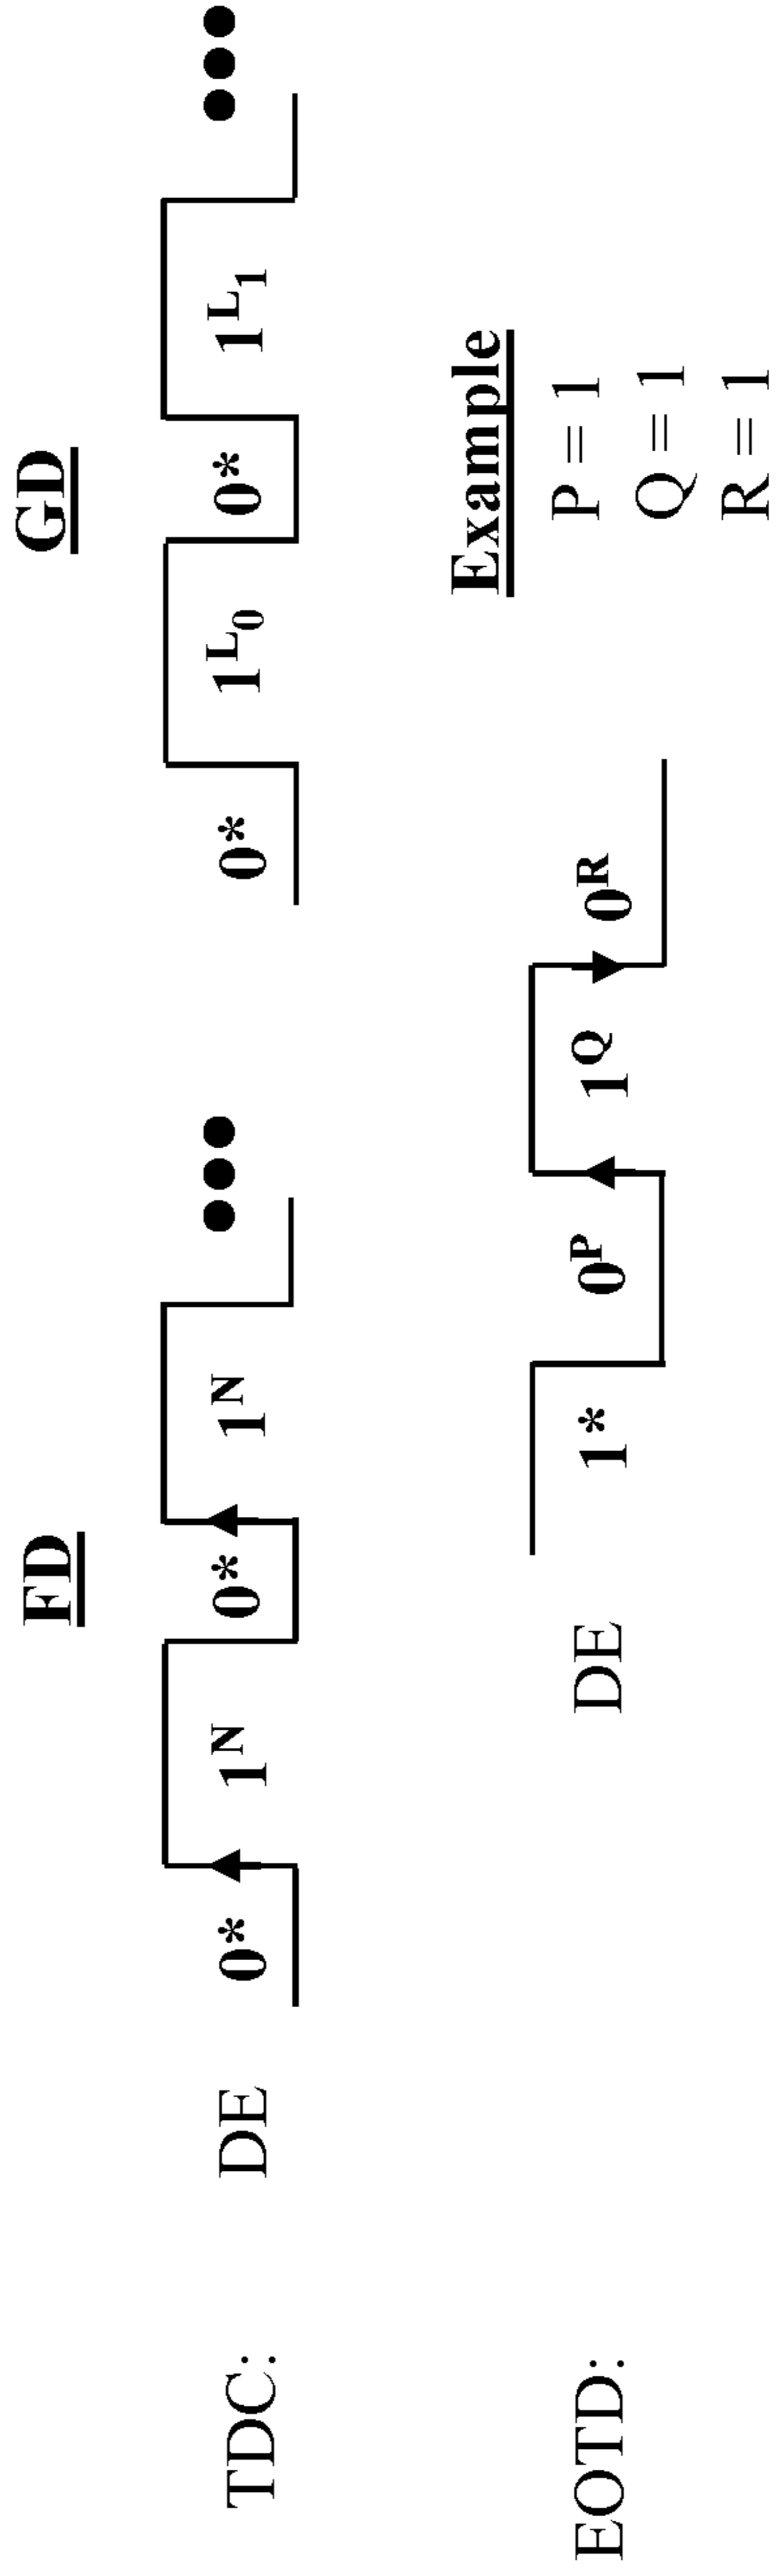 FD GD
TDC: DE 0* 1^N 0* 1^N ●●● 0* 1^L₀ 0* 1^L₁ ●●●
EOTD: DE 1* 0^P 1^Q 0^R
Example
P = 1
Q = 1
R = 1